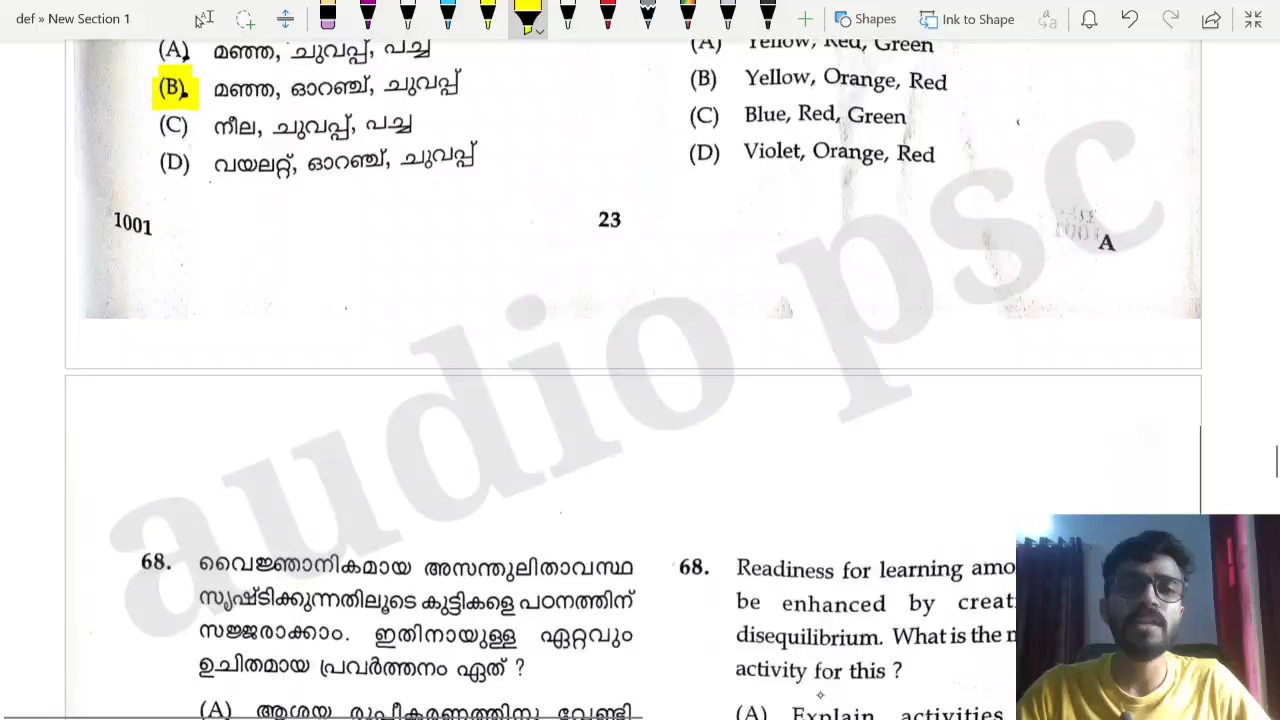 def » New Section 1
Shapes
Ink to Shape
(A) മഞ്ഞ, ചുവപ്പ്, പച്ച
(B) മഞ്ഞ, ഓറഞ്ച്, ചുവപ്പ്
(C) നീല, ചുവപ്പ്, പച്ച
(D) വയലറ്റ്, ഓറഞ്ച്, ചുവപ്പ്
(A) Yellow, Red, Green
(B) Yellow, Orange, Red
(C) Blue, Red, Green
(D) Violet, Orange, Red
1001
23
A
audio psc
68. വൈജ്ഞാനികമായ അസന്തുലിതാവസ്ഥ
സൃഷ്ടിക്കുന്നതിലൂടെ കുട്ടികളെ പഠനത്തിന്
സജ്ജരാക്കാം. ഇതിനായുള്ള ഏറ്റവും
ഉചിതമായ പ്രവർത്തനം ഏത് ?
(A) ആശയ രൂപീകരണത്തിനു വേണ്ടി
68. Readiness for learning amo
be enhanced by creat
disequilibrium. What is the
activity for this ?
(A) Explain activities